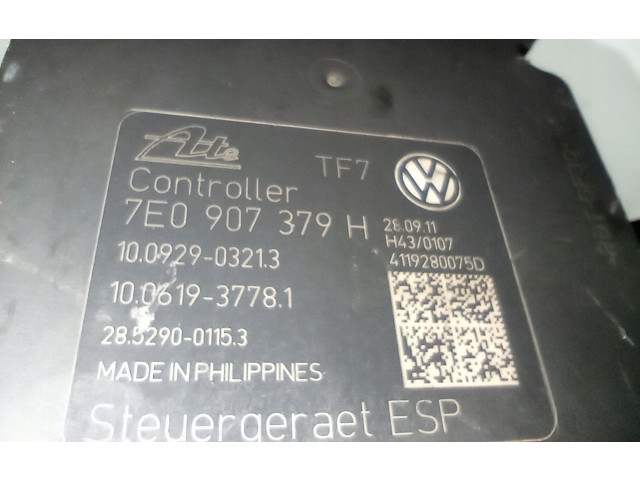 Ate
TF7
Controller
7E0 907 379 H
28.09.11
H43/0107
4119280075D
10.0929-0321.3
10.0619-3778.1
28.5290-0115.3
MADE IN PHILIPPINES
Steuergeraet ESP